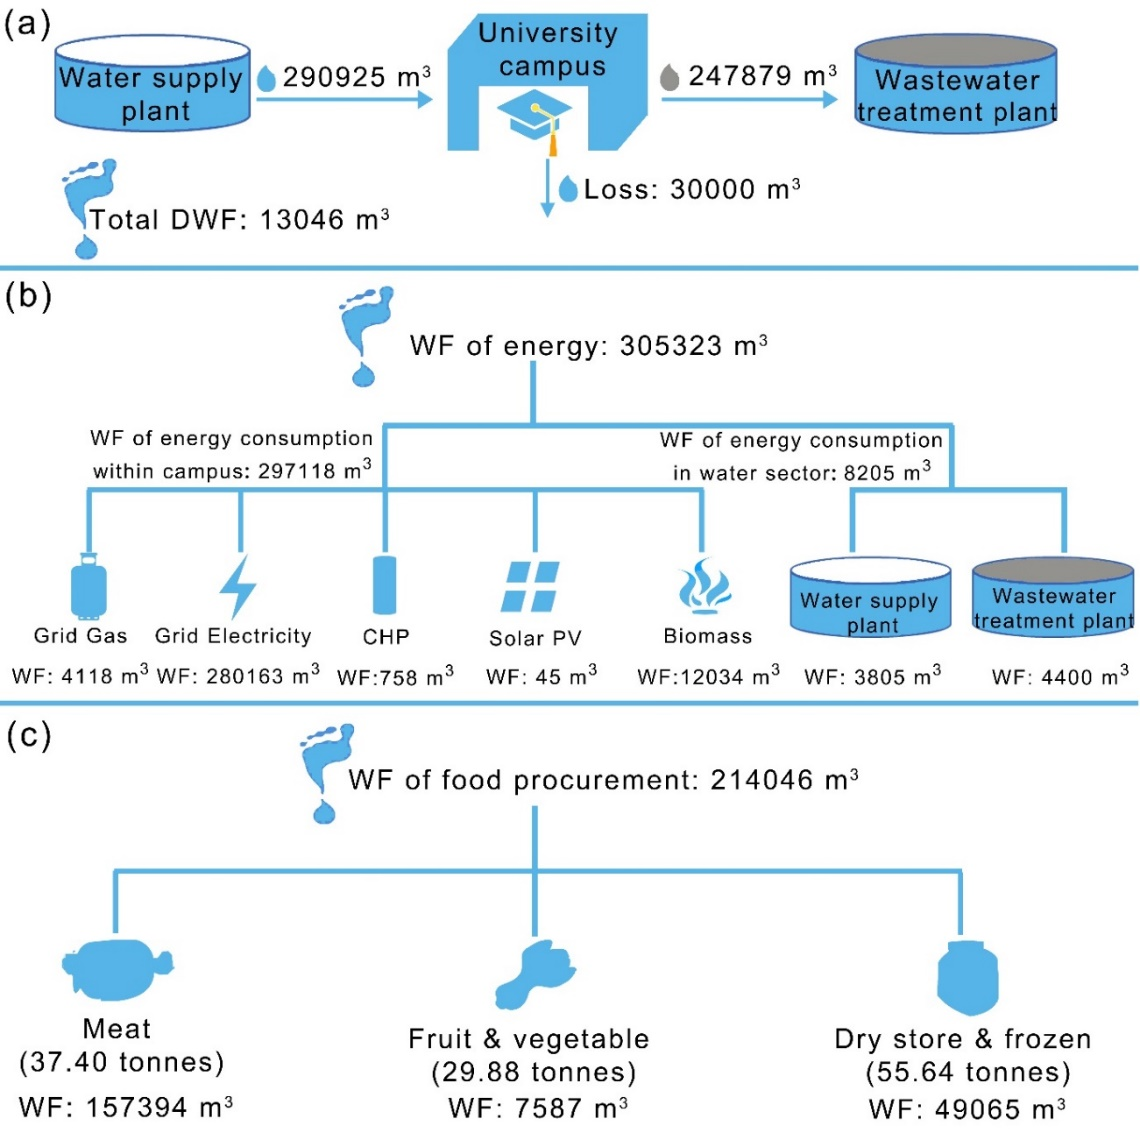 (a)
Water supply
plant
290925 m³
University
campus
247879 m³
Wastewater
treatment plant
Loss: 30000 m³
Total DWF: 13046 m³
(b)
WF of energy: 305323 m³
WF of energy consumption
within campus: 297118 m³
WF of energy consumption
in water sector: 8205 m³
Grid Gas
WF: 4118 m³
Grid Electricity
WF: 280163 m³
CHP
WF:758 m³
Solar PV
WF: 45 m³
Biomass
WF:12034 m³
Water supply
plant
WF: 3805 m³
Wastewater
treatment plant
WF: 4400 m³
(c)
WF of food procurement: 214046 m³
Meat
(37.40 tonnes)
WF: 157394 m³
Fruit & vegetable
(29.88 tonnes)
WF: 7587 m³
Dry store & frozen
(55.64 tonnes)
WF: 49065 m³